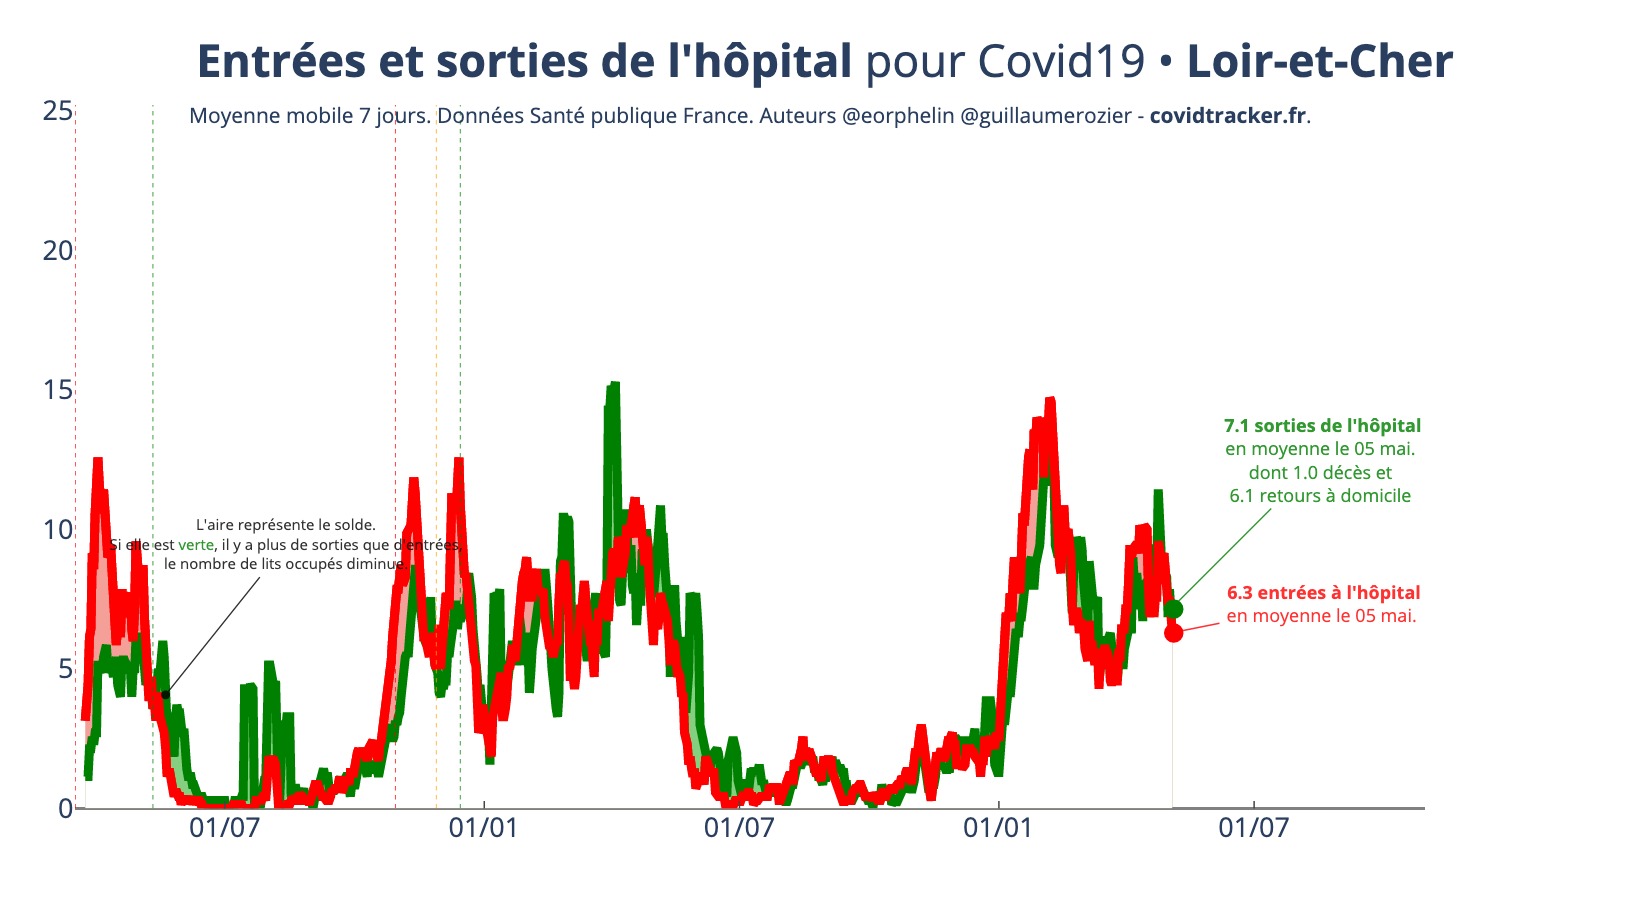 Entrées et sorties de l'hôpital pour Covid19 • Loir-et-Cher
Moyenne mobile 7 jours. Données Santé publique France. Auteurs @eorphelin @guillaumerozier - covidtracker.fr.
25
20
15
10
5
0
L'aire représente le solde.
Si elle est verte, il y a plus de sorties que d'entrées,
le nombre de lits occupés diminue.
7.1 sorties de l'hôpital
en moyenne le 05 mai.
dont 1.0 décès et
6.1 retours à domicile
6.3 entrées à l'hôpital
en moyenne le 05 mai.
01/07
01/01
01/07
01/01
01/07